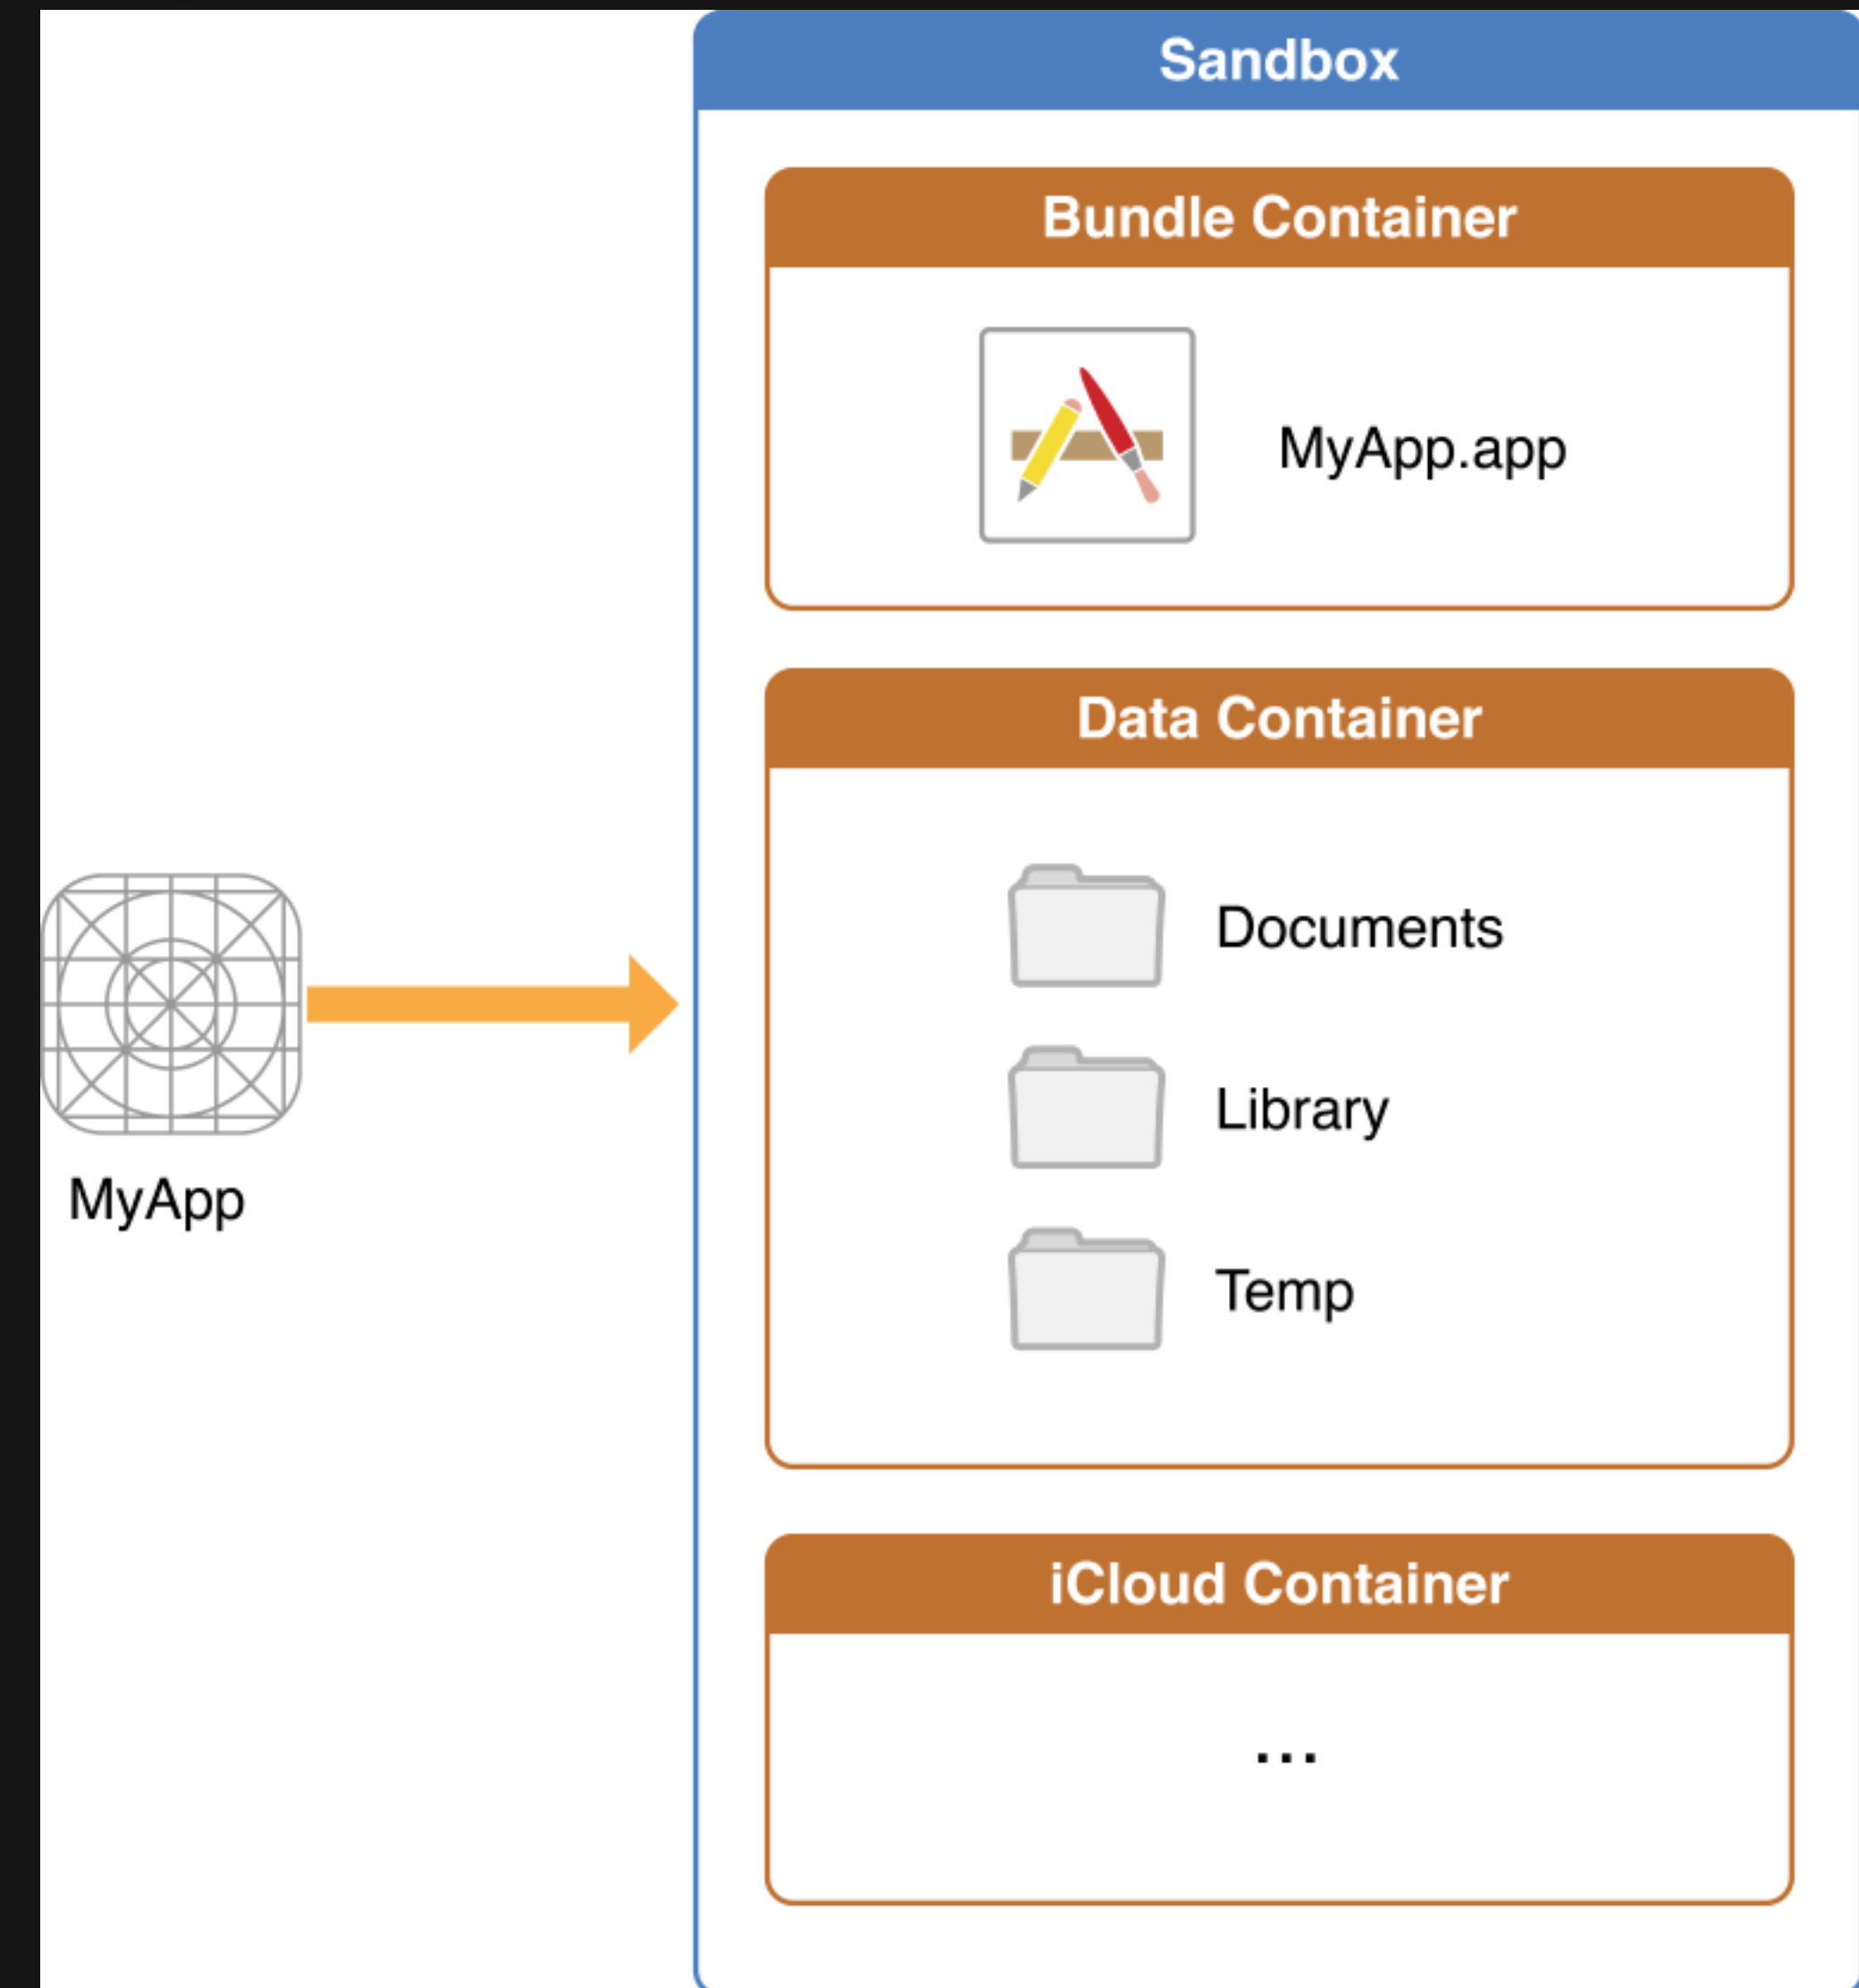 Sandbox
Bundle Container
MyApp.app
Data Container
Documents
Library
Temp
MyApp
iCloud Container
...